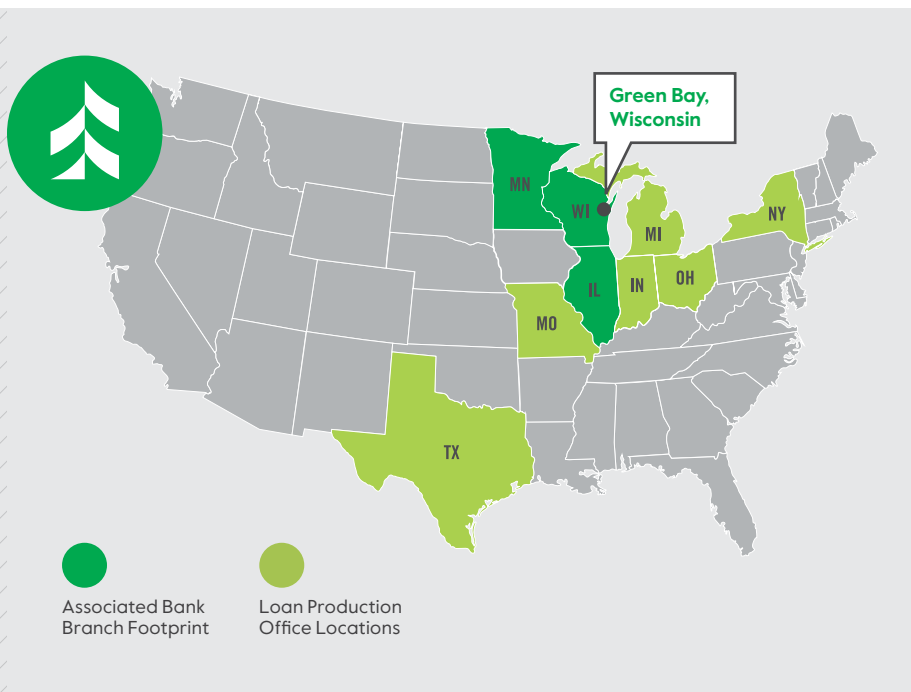 Green Bay,
Wisconsin
MN
WI
NY
MI
IL
IN
OH
MO
TX
Associated Bank
Branch Footprint
Loan Production
Office Locations